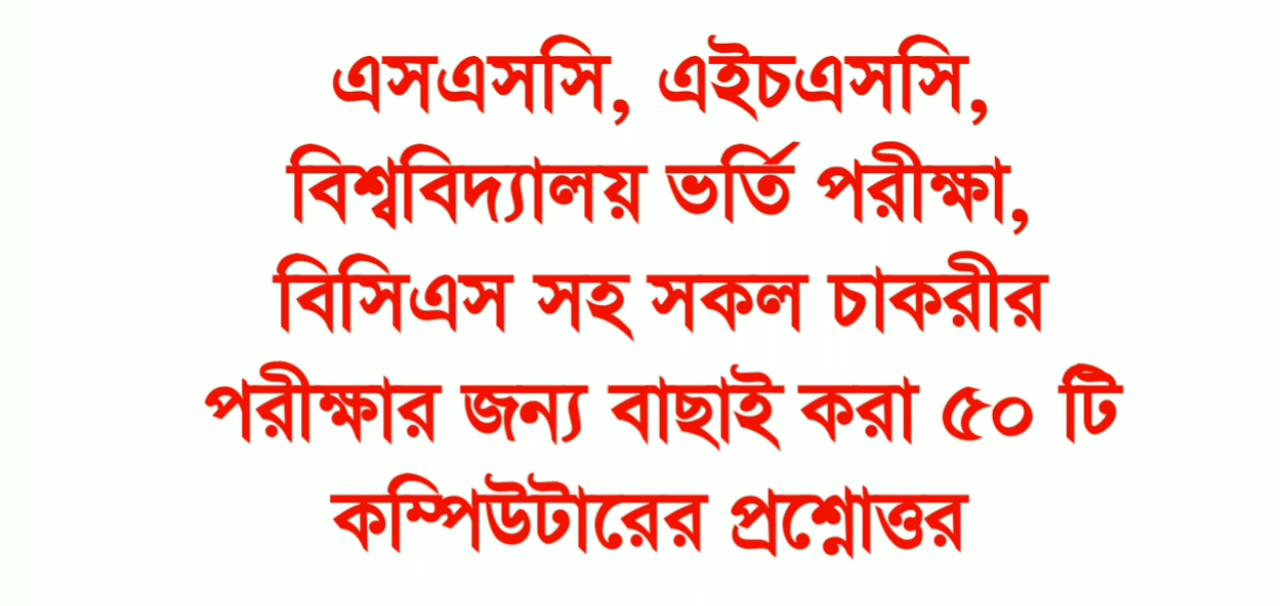 এসএসসি, এইচএসসি,
বিশ্ববিদ্যালয় ভর্তি পরীক্ষা,
বিসিএস সহ সকল চাকরীর
পরীক্ষার জন্য বাছাই করা ৫০ টি
কম্পিউটারের প্রশ্নোত্তর